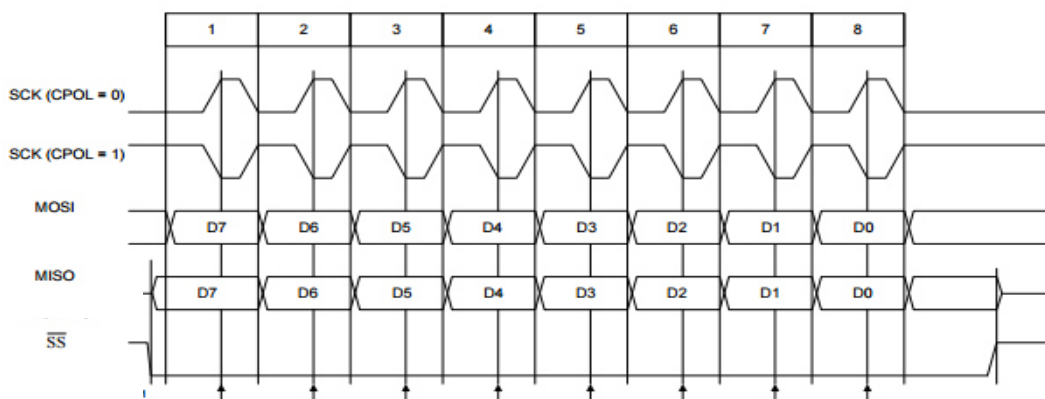 1 2 3 4 5 6 7 8
SCK (CPOL = 0)
SCK (CPOL = 1)
MOSI
D7 D6 D5 D4 D3 D2 D1 D0
MISO
D7 D6 D5 D4 D3 D2 D1 D0
S̅S̅